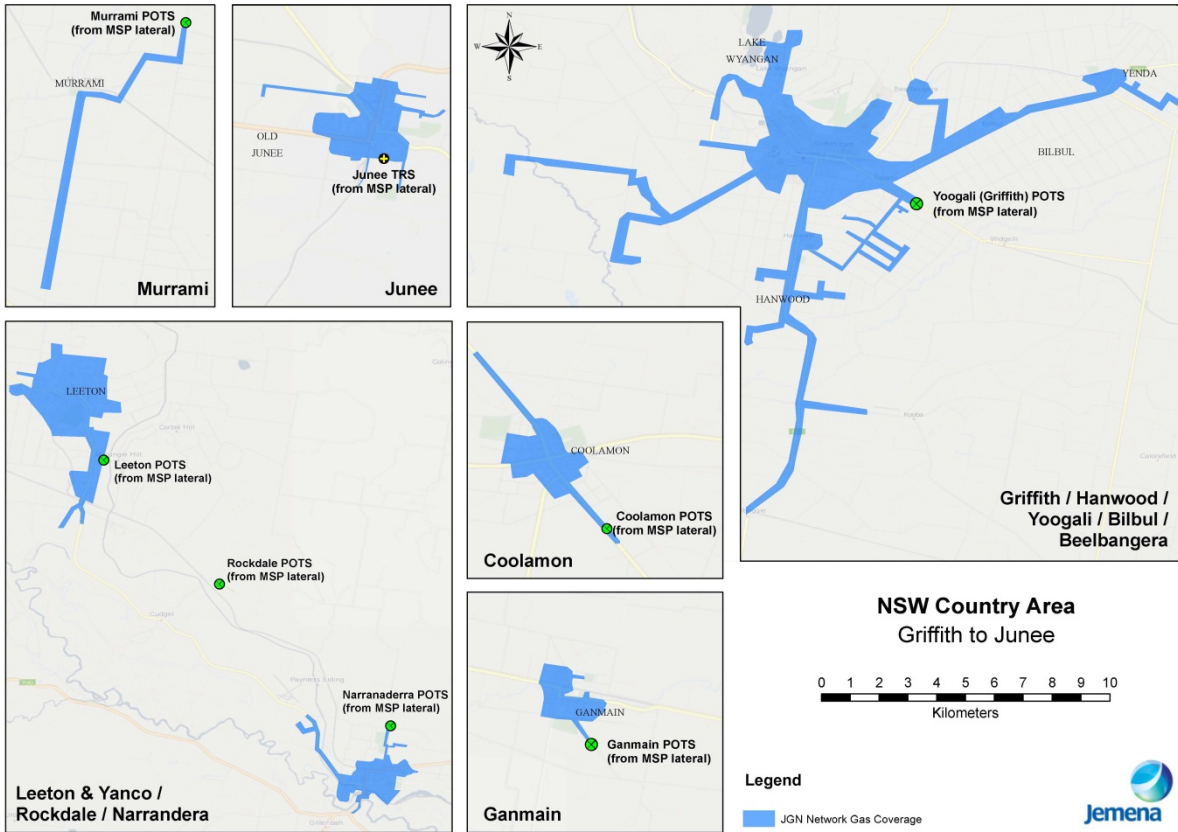 Murrami POTS
(from MSP lateral)
MURRAMI
Murrami
OLD
JUNEE
Junee TRS
(from MSP lateral)
Junee
N
W
E
S
LAKE
WYANGAN
YENDA
BILBUL
Yoogali (Griffith) POTS
(from MSP lateral)
HANWOOD
Griffith / Hanwood /
Yoogali / Bilbul /
Beelbangera
LEETON
Leeton POTS
(from MSP lateral)
Rockdale POTS
(from MSP lateral)
Narranaderra POTS
(from MSP lateral)
Leeton & Yanco /
Rockdale / Narrandera
COOLAMON
Coolamon POTS
(from MSP lateral)
Coolamon
GANMAIN
Ganmain POTS
(from MSP lateral)
Ganmain
NSW Country Area
Griffith to Junee
0 1 2 3 4 5 6 7 8 9 10
Kilometers
Legend
JGN Network Gas Coverage
Jemena